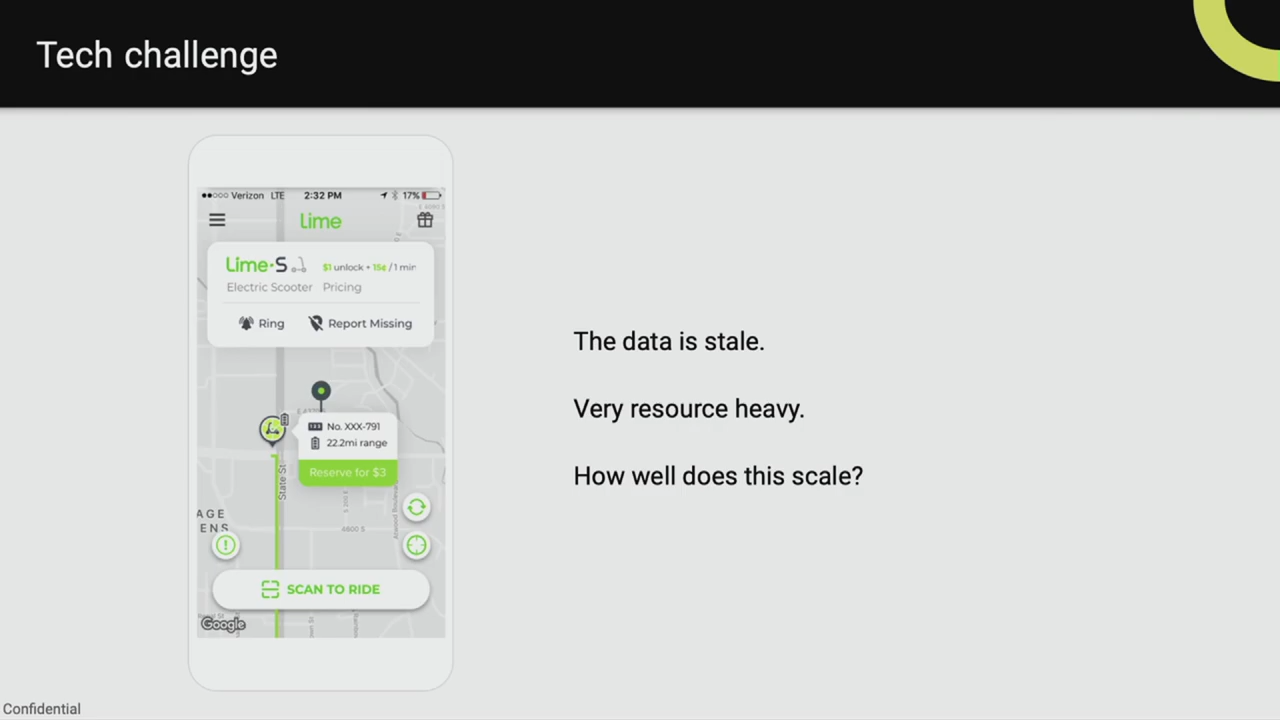 Tech challenge
Verizon LTE 2:32 PM 17%
Lime
Lime·S $1 unlock + 15¢ / 1 min
Electric Scooter Pricing
Ring Report Missing
No. XXX-791
22.2mi range
Reserve for $3
State St
AGE
ENS
4600 S
SCAN TO RIDE
Google
The data is stale.
Very resource heavy.
How well does this scale?
Confidential